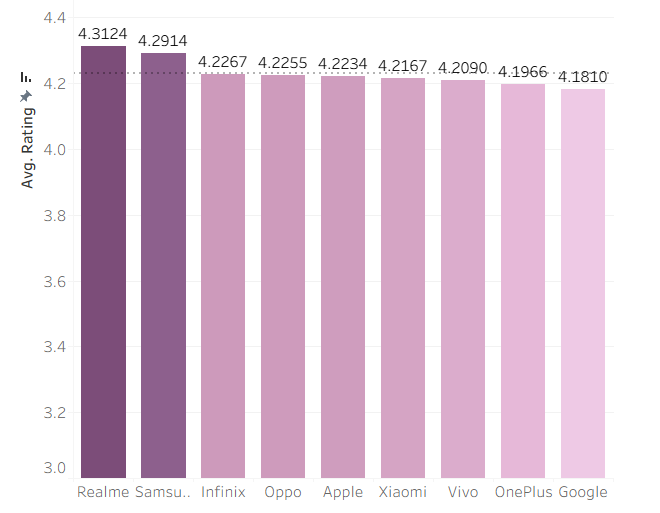 Avg. Rating
4.4
4.2
4.0
3.8
3.6
3.4
3.2
3.0
4.3124 4.2914 4.2267 4.2255 4.2234 4.2167 4.2090 4.1966 4.1810
Realme Samsu.. Infinix Oppo Apple Xiaomi Vivo OnePlus Google